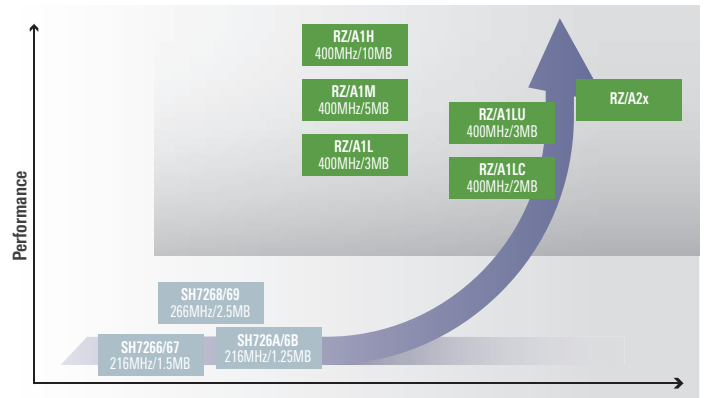 Performance
RZ/A1H
400MHz/10MB
RZ/A1M
400MHz/5MB
RZ/A1L
400MHz/3MB
RZ/A1LU
400MHz/3MB
RZ/A1LC
400MHz/2MB
RZ/A2x
SH7268/69
266MHz/2.5MB
SH7266/67
216MHz/1.5MB
SH726A/6B
216MHz/1.25MB